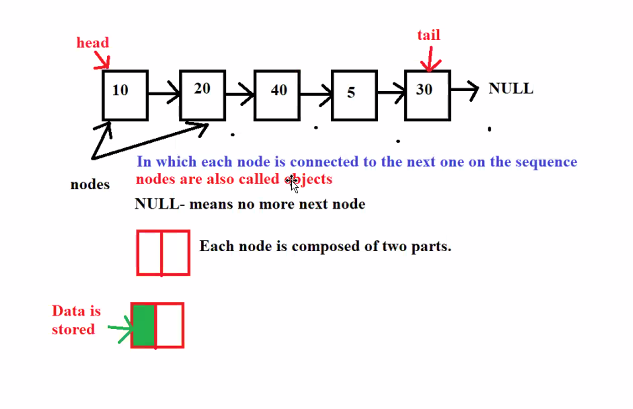 head
tail
10
20
40
5
30
NULL
In which each node is connected to the next one on the sequence
nodes
nodes are also called objects
NULL- means no more next node
Each node is composed of two parts.
Data is
stored